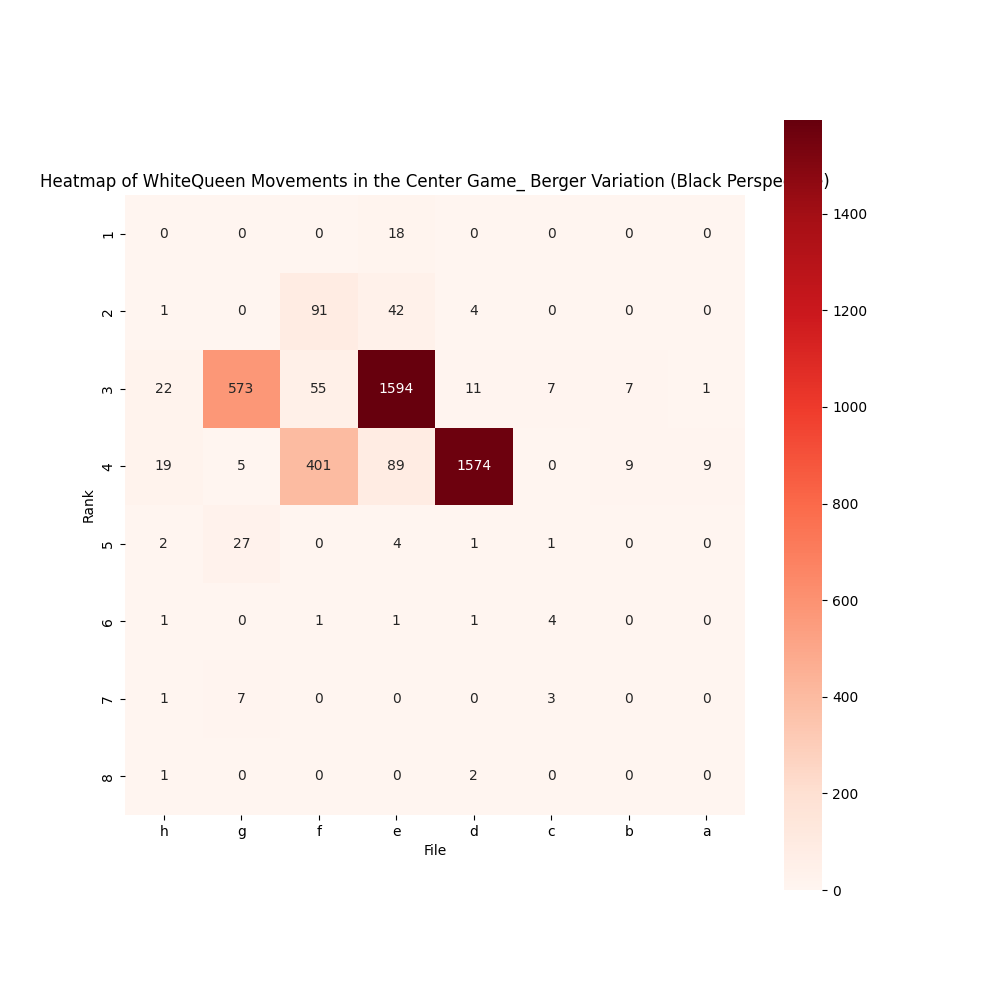 Heatmap of WhiteQueen Movements in the Center Game_ Berger Variation (Black Perspe    )
1 0 0 0 18 0 0 0 0
2 1 0 91 42 4 0 0 0
3 22 573 55 1594 11 7 7 1
4 19 5 401 89 1574 0 9 9
5 2 27 0 4 1 1 0 0
6 1 0 1 1 1 4 0 0
7 1 7 0 0 0 3 0 0
8 1 0 0 0 2 0 0 0
h g f e d c b a
File
Rank
1400
1200
1000
800
600
400
200
0